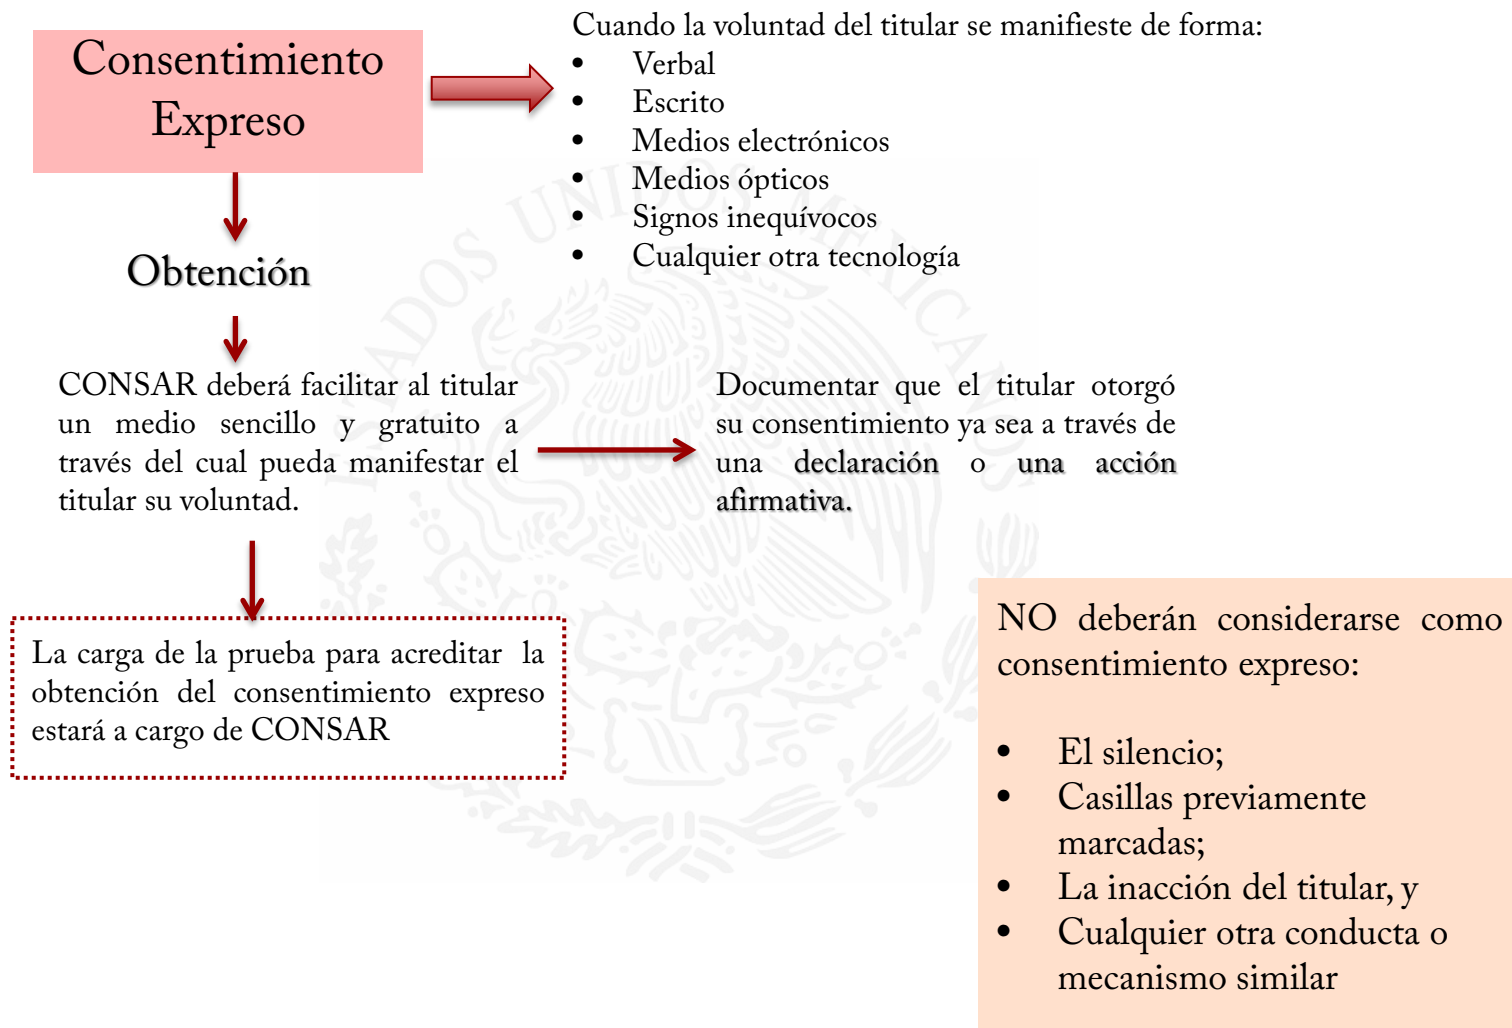 Consentimiento
Expreso
Cuando la voluntad del titular se manifieste de forma:
• Verbal
• Escrito
• Medios electrónicos
• Medios ópticos
• Signos inequívocos
• Cualquier otra tecnología
Obtención
CONSAR deberá facilitar al titular
un medio sencillo y gratuito a
través del cual pueda manifestar el
titular su voluntad.
Documentar que el titular otorgó
su consentimiento ya sea a través de
una declaración o una acción
afirmativa.
La carga de la prueba para acreditar la
obtención del consentimiento expreso
estará a cargo de CONSAR
NO deberán considerarse como
consentimiento expreso:
• El silencio;
• Casillas previamente
marcadas;
• La inacción del titular, y
• Cualquier otra conducta o
mecanismo similar
ESTADOS UNIDOS MEXICANOS